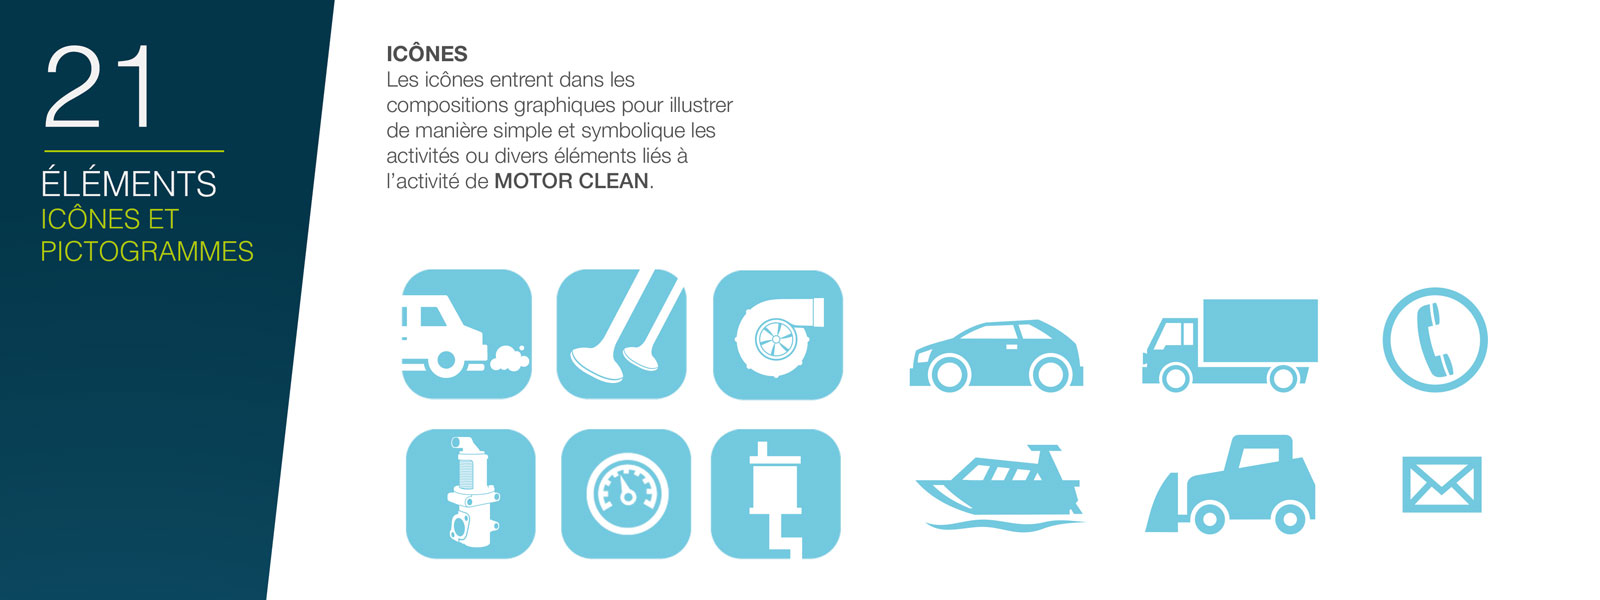 21
ÉLÉMENTS
ICÔNES ET
PICTOGRAMMES
ICÔNES
Les icônes entrent dans les
compositions graphiques pour illustrer
de manière simple et symbolique les
activités ou divers éléments liés à
l’activité de MOTOR CLEAN.